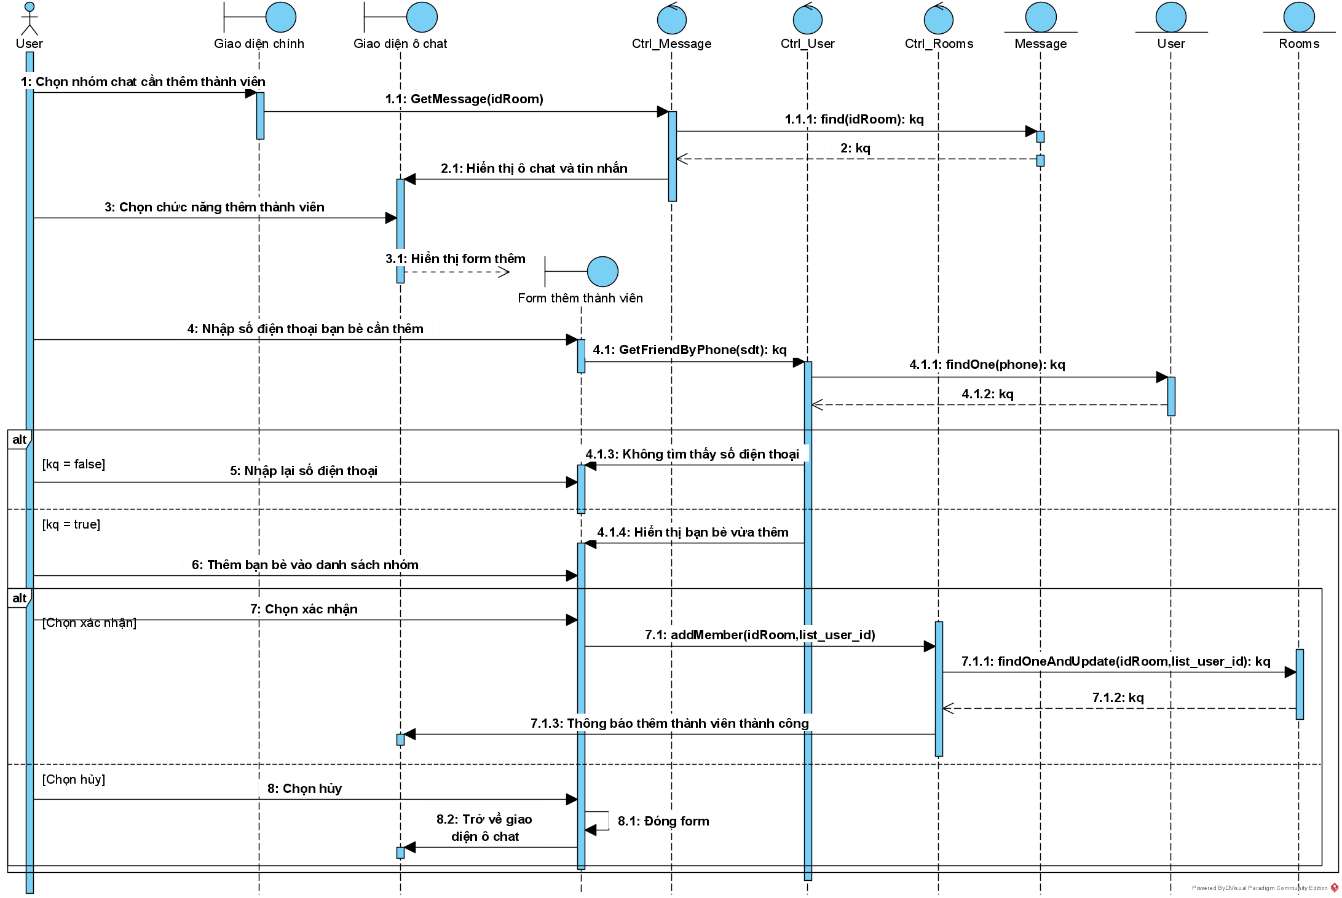 User
Giao diện chính
Giao diện ô chat
Ctrl_Message
Ctrl_User
Ctrl_Rooms
Message
User
Rooms
1: Chọn nhóm chat cần thêm thành viên
1.1: GetMessage(idRoom)
1.1.1: find(idRoom): kq
2: kq
2.1: Hiển thị ô chat và tin nhắn
3: Chọn chức năng thêm thành viên
3.1: Hiển thị form thêm
Form thêm thành viên
4: Nhập số điện thoại bạn bè cần thêm
4.1: GetFriendByPhone(sdt): kq
4.1.1: findOne(phone): kq
4.1.2: kq
alt
[kq = false]
4.1.3: Không tìm thấy số điện thoại
5: Nhập lại số điện thoại
[kq = true]
4.1.4: Hiển thị bạn bè vừa thêm
6: Thêm bạn bè vào danh sách nhóm
alt
7: Chọn xác nhận
[Chọn xác nhận]
7.1: addMember(idRoom,list_user_id)
7.1.1: findOneAndUpdate(idRoom,list_user_id): kq
7.1.2: kq
7.1.3: Thông báo thêm thành viên thành công
[Chọn hủy]
8: Chọn hủy
8.1: Đóng form
8.2: Trở về giao
diện ô chat
Powered By Visual Paradigm Community Edition